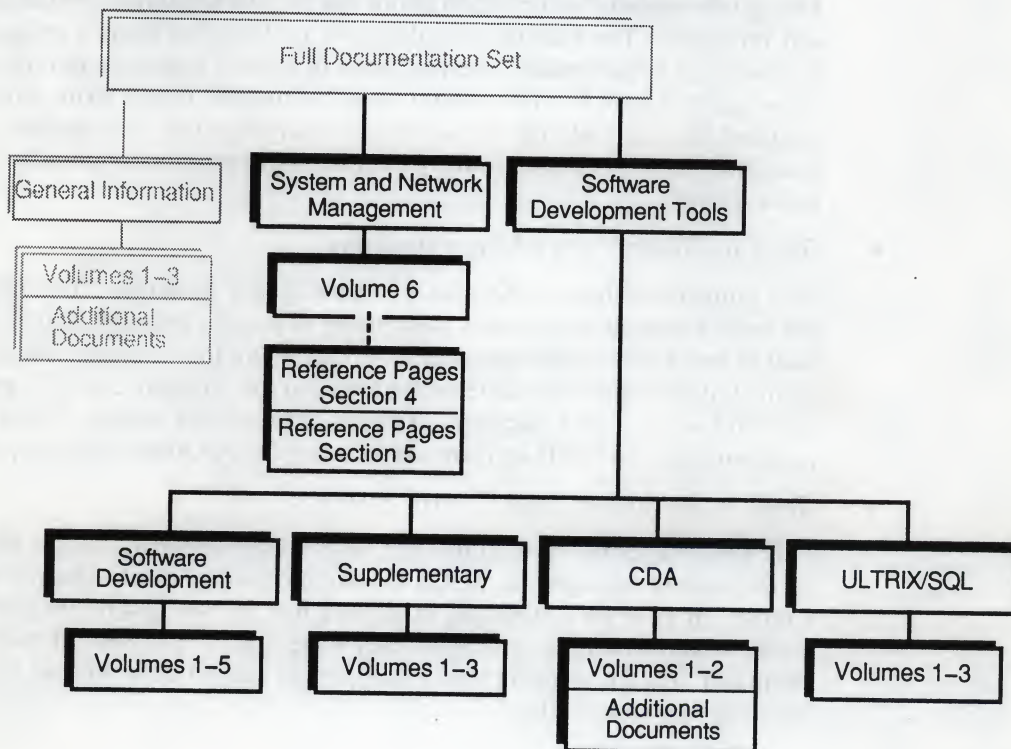 Full Documentation Set
General Information
System and Network
Management
Software
Development Tools
Volumes 1–3
Additional
Documents
Volume 6
Reference Pages
Section 4
Reference Pages
Section 5
Software
Development
Supplementary
CDA
ULTRIX/SQL
Volumes 1–5
Volumes 1–3
Volumes 1–2
Additional
Documents
Volumes 1–3